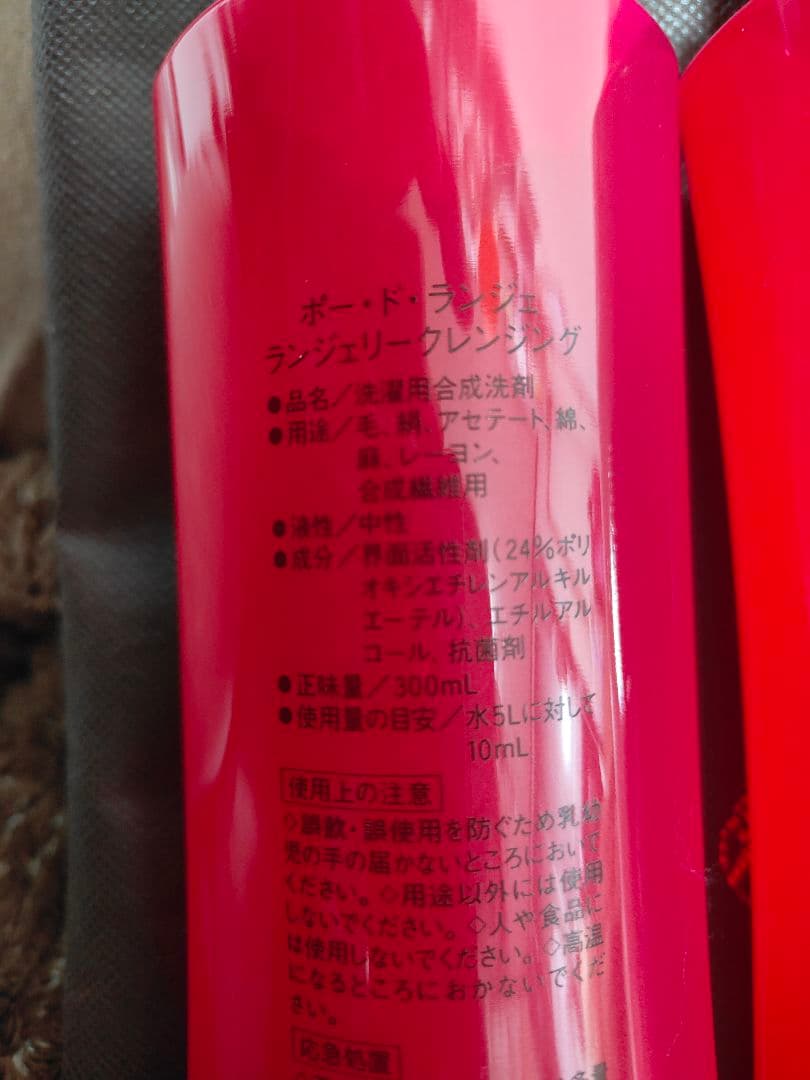 ポー・ド・ランジェ
ランジェリークレンジング
●品名／洗濯用合成洗剤
●用途／毛、絹、アセテート、綿、
麻、レーヨン、
合成繊維用
●液性／中性
●成分／界面活性剤(24%ポリ
オキシエチレンアルキル
エーテル)、エチルアル
コール、抗菌剤
●正味量／300mL
●使用量の目安／水5Lに対して
10mL
使用上の注意
◇誤飲・誤使用を防ぐため乳幼
児の手の届かないところにおいて
ください。◇用途以外には使用
しないでください。◇人や食品に
は使用しないでください。◇高温
になるところにおかないでくだ
さい。
応急処置